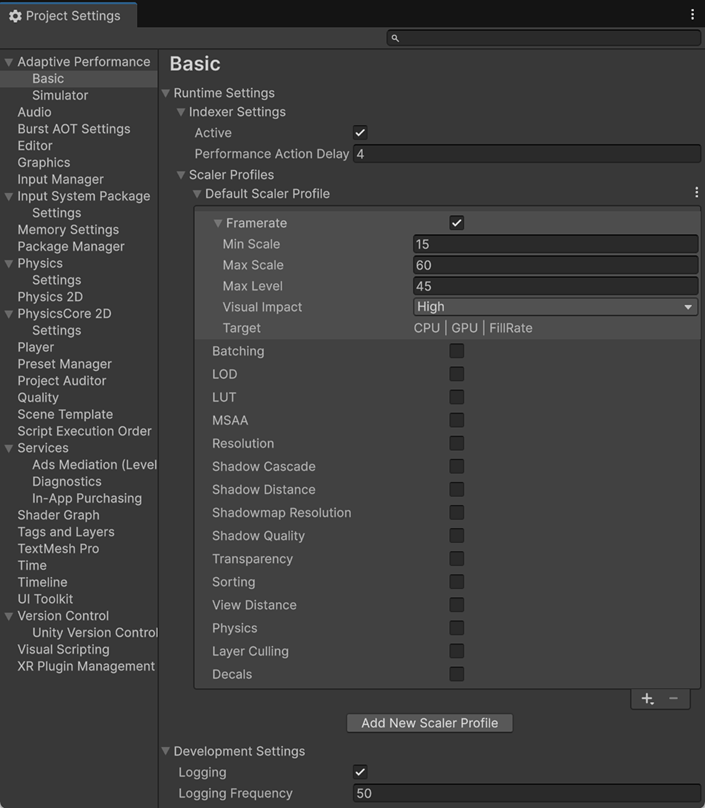 Project Settings
Adaptive Performance
Basic
Simulator
Audio
Burst AOT Settings
Editor
Graphics
Input Manager
Input System Package
Settings
Memory Settings
Package Manager
Physics
Settings
Physics 2D
PhysicsCore 2D
Settings
Player
Preset Manager
Project Auditor
Quality
Scene Template
Script Execution Order
Services
Ads Mediation (Level
Diagnostics
In-App Purchasing
Shader Graph
Tags and Layers
TextMesh Pro
Time
Timeline
UI Toolkit
Version Control
Unity Version Control
Visual Scripting
XR Plugin Management
Basic
Runtime Settings
Indexer Settings
Active
Performance Action Delay 4
Scaler Profiles
Default Scaler Profile
Framerate
Min Scale 15
Max Scale 60
Max Level 45
Visual Impact High
Target CPU | GPU | FillRate
Batching
LOD
LUT
MSAA
Resolution
Shadow Cascade
Shadow Distance
Shadowmap Resolution
Shadow Quality
Transparency
Sorting
View Distance
Physics
Layer Culling
Decals
Add New Scaler Profile
Development Settings
Logging
Logging Frequency 50